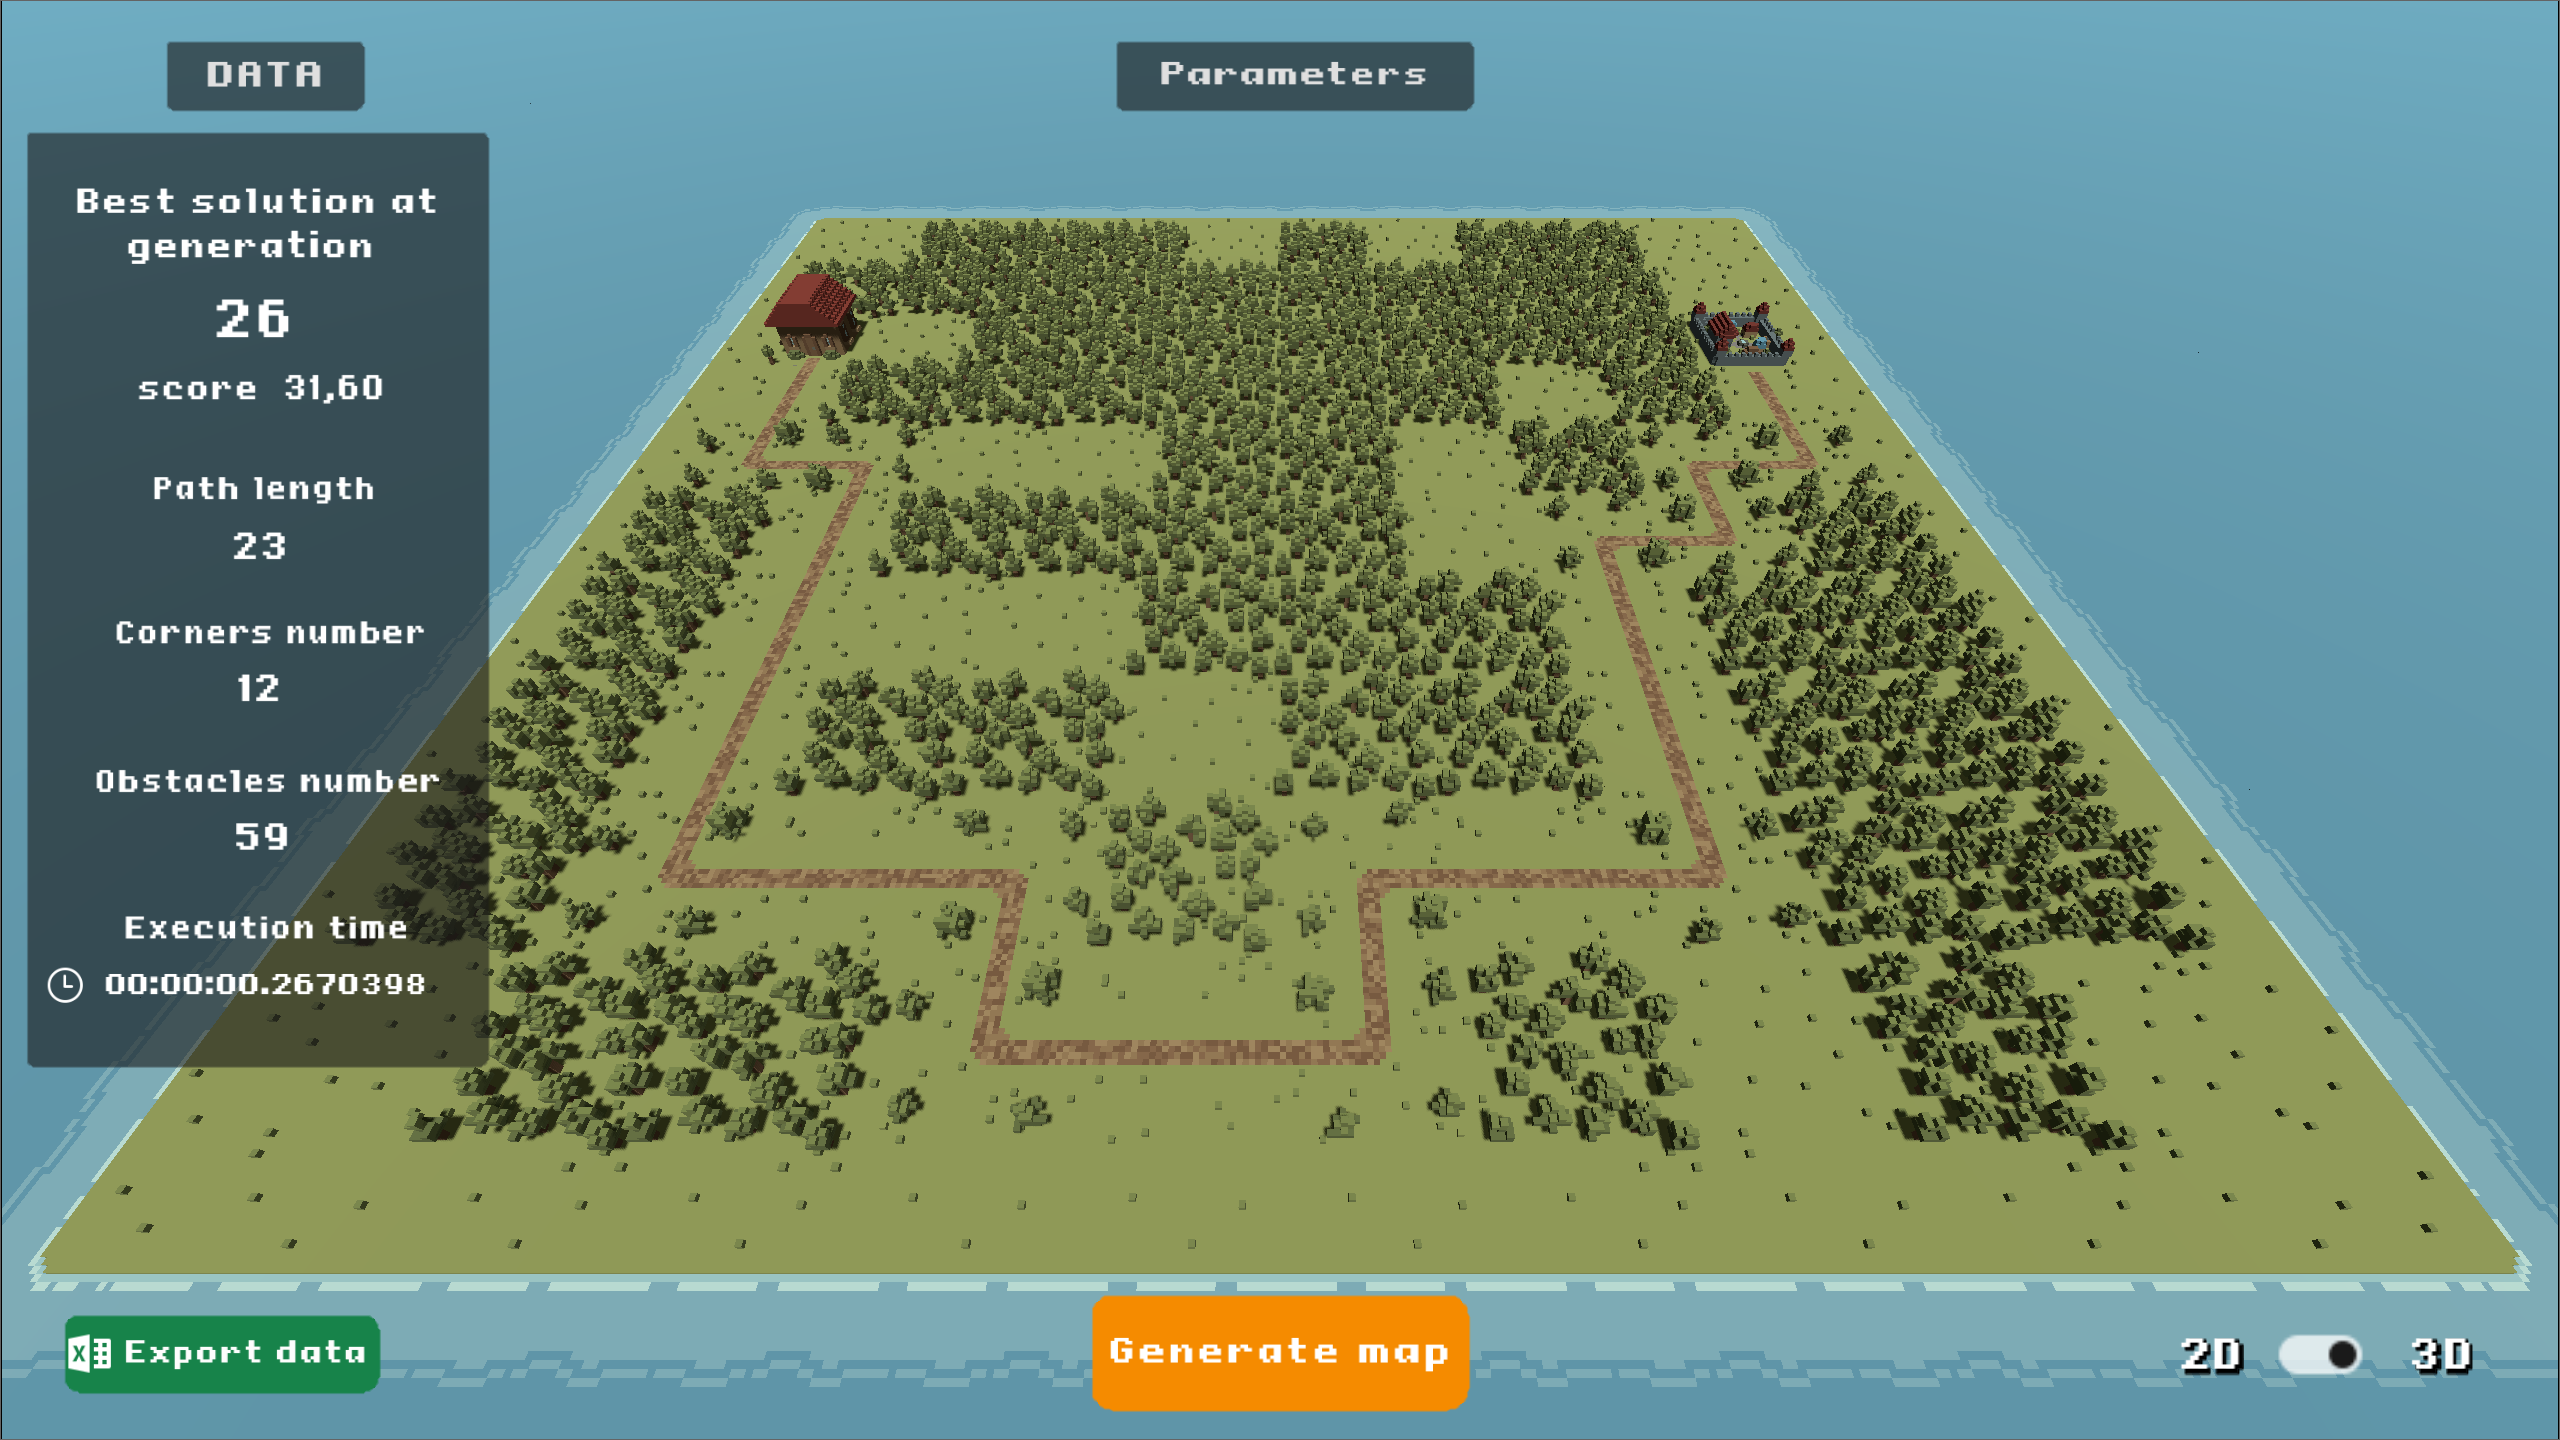 DATA
Parameters
Best solution at
generation
26
score 31,60
Path length
23
Corners number
12
Obstacles number
59
Execution time
00:00:00.2670398
Export data
Generate map
2D
3D